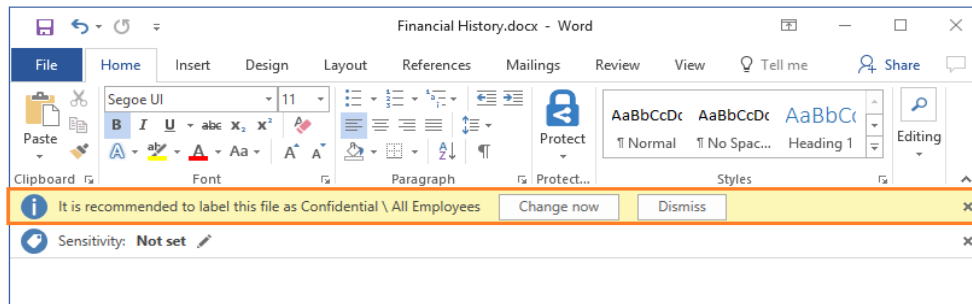 Financial History.docx - Word
File Home Insert Design Layout References Mailings Review View Tell me Share
Segoe UI 11
B I U abc X₂ X² A
Paste
A aby A Aa A A
Protect
AaBbCcDc AaBbCcDc AaBbC
¶ Normal ¶ No Spac... Heading 1
Editing
Clipboard Font Paragraph Protect... Styles
It is recommended to label this file as Confidential \ All Employees Change now Dismiss
Sensitivity: Not set